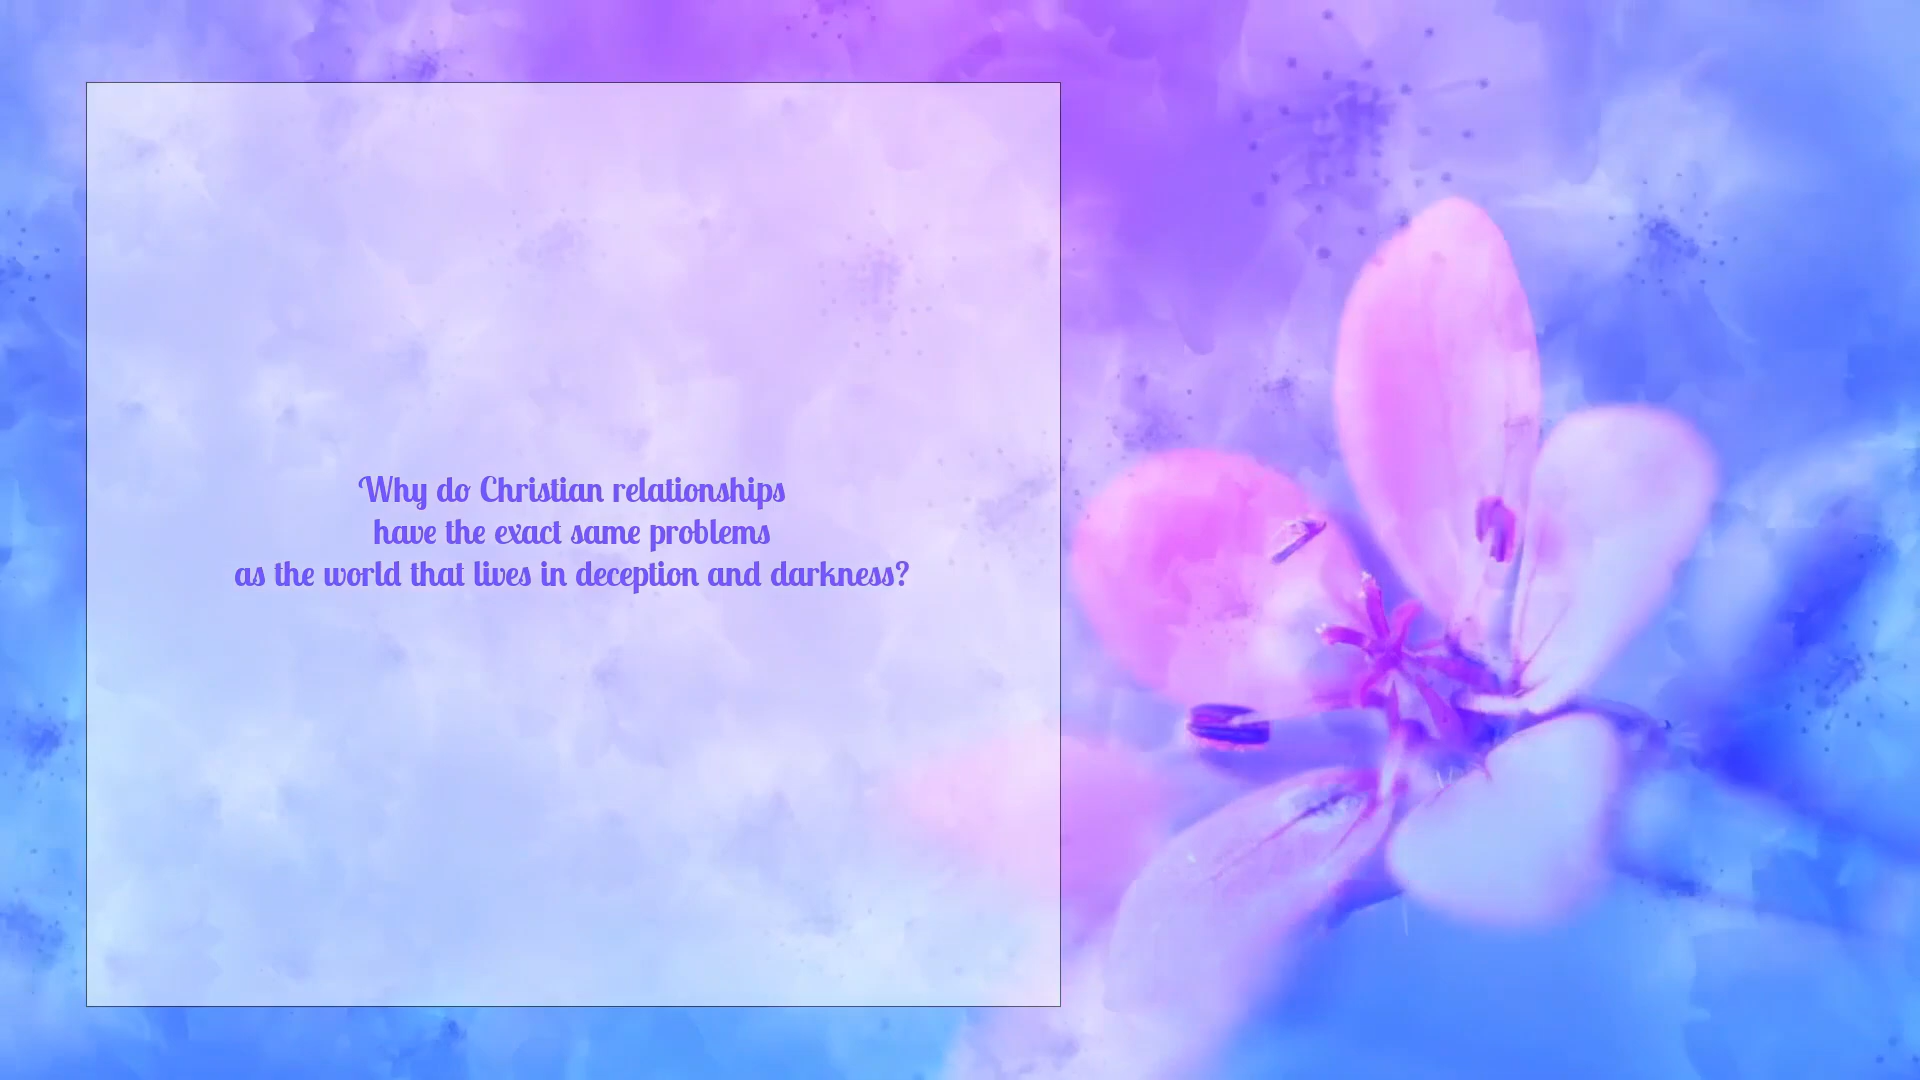 Why do Christian relationships
have the exact same problems
as the world that lives in deception and darkness?